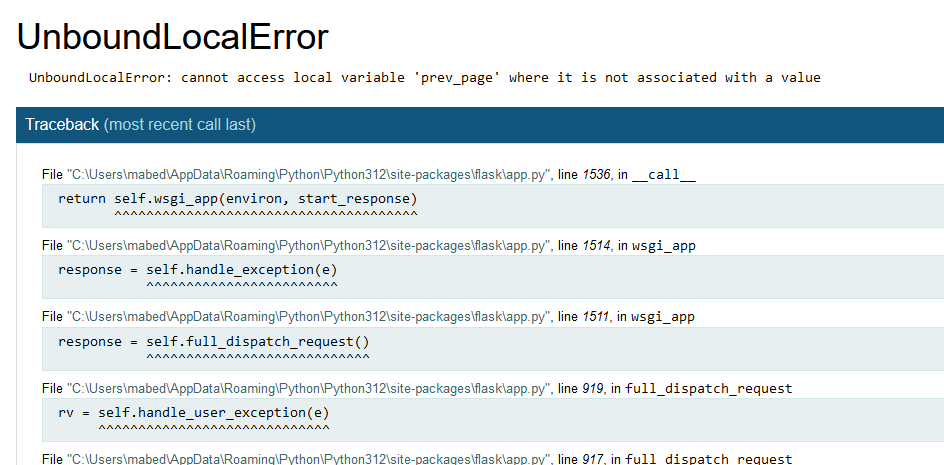 UnboundLocalError
UnboundLocalError: cannot access local variable 'prev_page' where it is not associated with a value
Traceback (most recent call last)
File "C:\Users\mabed\AppData\Roaming\Python\Python312\site-packages\flask\app.py", line 1536, in __call__
return self.wsgi_app(environ, start_response)
^^^^^^^^^^^^^^^^^^^^^^^^^^^^^^^^^^^^^^
File "C:\Users\mabed\AppData\Roaming\Python\Python312\site-packages\flask\app.py", line 1514, in wsgi_app
response = self.handle_exception(e)
^^^^^^^^^^^^^^^^^^^^^^^^
File "C:\Users\mabed\AppData\Roaming\Python\Python312\site-packages\flask\app.py", line 1511, in wsgi_app
response = self.full_dispatch_request()
^^^^^^^^^^^^^^^^^^^^^^^^^^^^
File "C:\Users\mabed\AppData\Roaming\Python\Python312\site-packages\flask\app.py", line 919, in full_dispatch_request
rv = self.handle_user_exception(e)
^^^^^^^^^^^^^^^^^^^^^^^^^^^^^
File "C:\Users\mabed\AppData\Roaming\Python\Python312\site-packages\flask\app.py", line 917, in full_dispatch_request